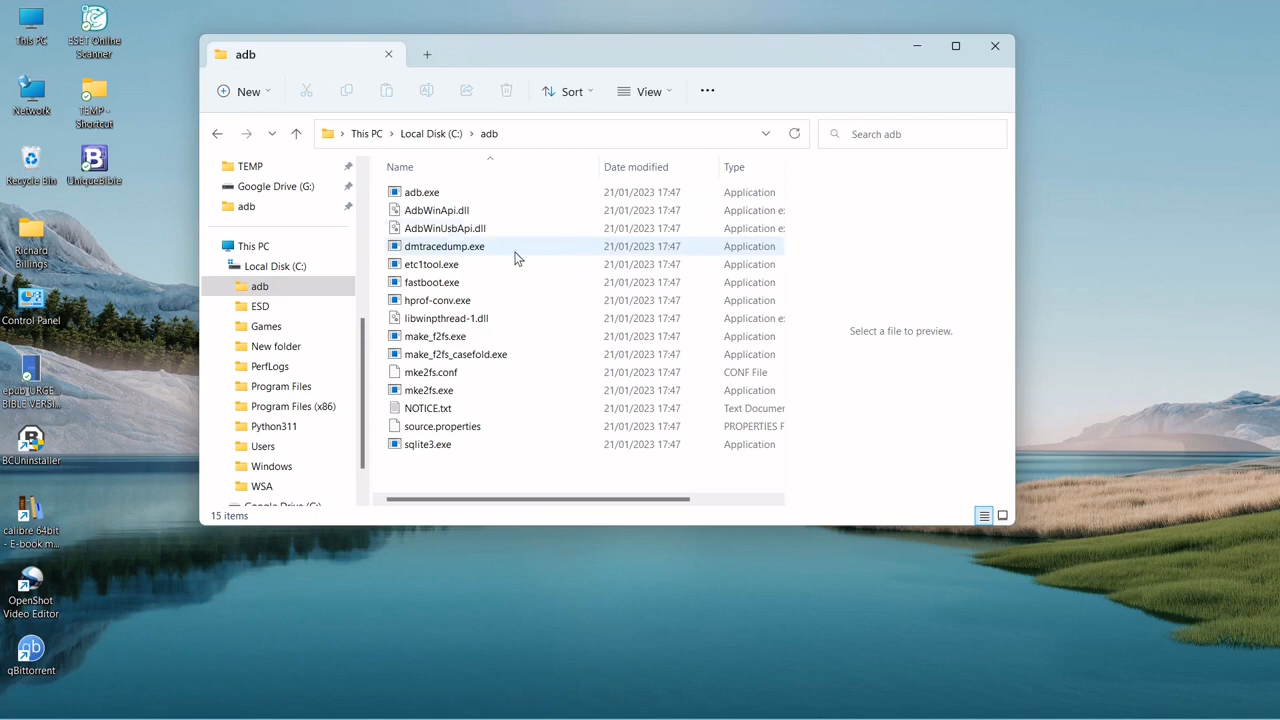 This PC
ESET Online
Scanner
Network
TEMP -
Shortcut
Recycle Bin
UniqueBible
Richard
Billings
Control Panel
epub_URGE_
BIBLE VERSI...
BCUninstaller
calibre 64bit
- E-book m...
OpenShot
Video Editor
qBittorrent
adb
New
Sort
View
This PC
Local Disk (C:)
adb
Search adb
TEMP
Google Drive (G:)
adb
This PC
Local Disk (C:)
adb
ESD
Games
New folder
PerfLogs
Program Files
Program Files (x86)
Python311
Users
Windows
WSA
Google Drive (G:)
Name Date modified Type
adb.exe 21/01/2023 17:47 Application
AdbWinApi.dll 21/01/2023 17:47 Application e
AdbWinUsbApi.dll 21/01/2023 17:47 Application e
dmtracedump.exe 21/01/2023 17:47 Application
etc1tool.exe 21/01/2023 17:47 Application
fastboot.exe 21/01/2023 17:47 Application
hprof-conv.exe 21/01/2023 17:47 Application
libwinpthread-1.dll 21/01/2023 17:47 Application e
make_f2fs.exe 21/01/2023 17:47 Application
make_f2fs_casefold.exe 21/01/2023 17:47 Application
mke2fs.conf 21/01/2023 17:47 CONF File
mke2fs.exe 21/01/2023 17:47 Application
NOTICE.txt 21/01/2023 17:47 Text Documer
source.properties 21/01/2023 17:47 PROPERTIES F
sqlite3.exe 21/01/2023 17:47 Application
Select a file to preview.
15 items